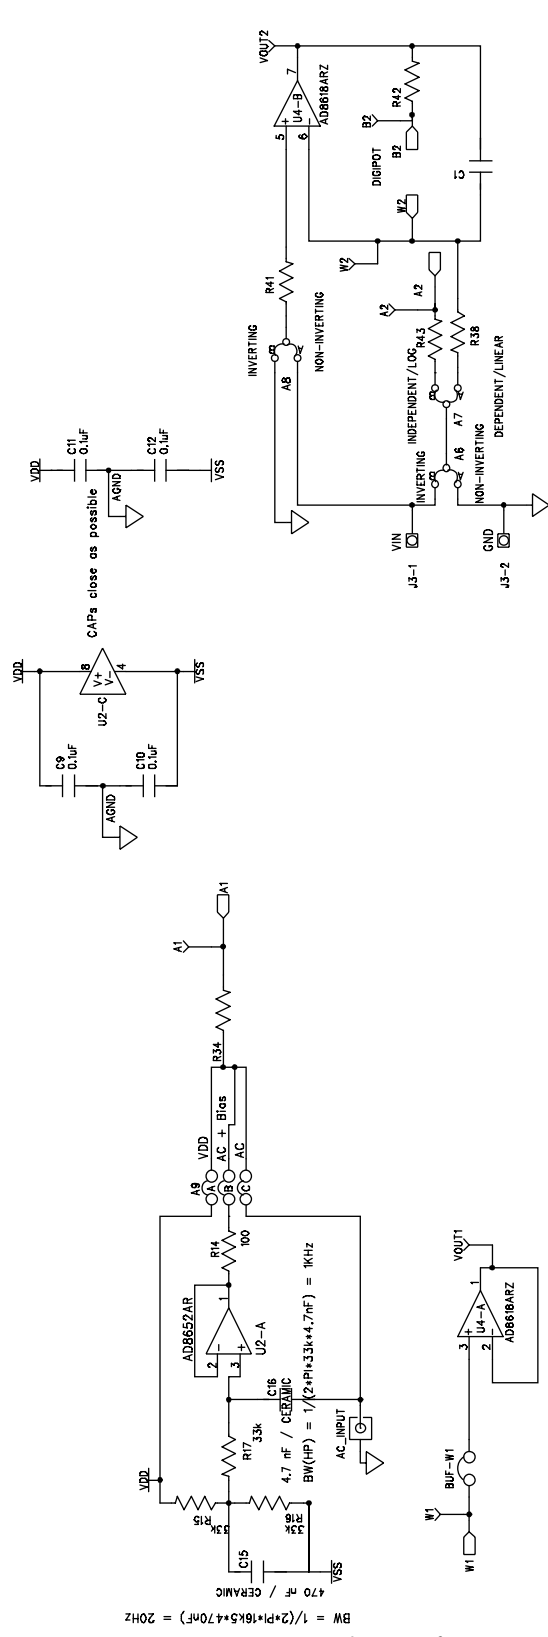 VDD
C11
0.1uF
AGND
C12
0.1uF
VSS
CAPs close as possible
VDD
C9
0.1uF
AGND
C10
0.1uF
8
V+
V-
4
U2-C
VSS
VOUT2
7
U4-B
AD8618ARZ
5
+
6
-
R42
B2
B2
DIGIPOT
C1
W2
W2
R41
INVERTING
B
A
A8
NON-INVERTING
A2
A2
R43
R38
INDEPENDENT/LOG
B
A
A7
DEPENDENT/LINEAR
INVERTING
B
A
A6
NON-INVERTING
VIN
J3-1
GND
J3-2
A1
A1
R34
VDD
AC + Bias
AC
A9
A
B
C
R14
100
AD8652AR
1
2
-
3
+
U2-A
VDD
R15
33k
R16
33k
R17
33k
C16
4.7 nF / CERAMIC
BW(HP) = 1/(2*PI*33k*4.7nF) = 1KHz
AC_INPUT
C15
470 nF / CERAMIC
VSS
BW = 1/(2*PI*16k5*470nF) = 20Hz
VOUT1
1
U4-A
AD8618ARZ
3
+
2
-
BUF-W1
W1
W1